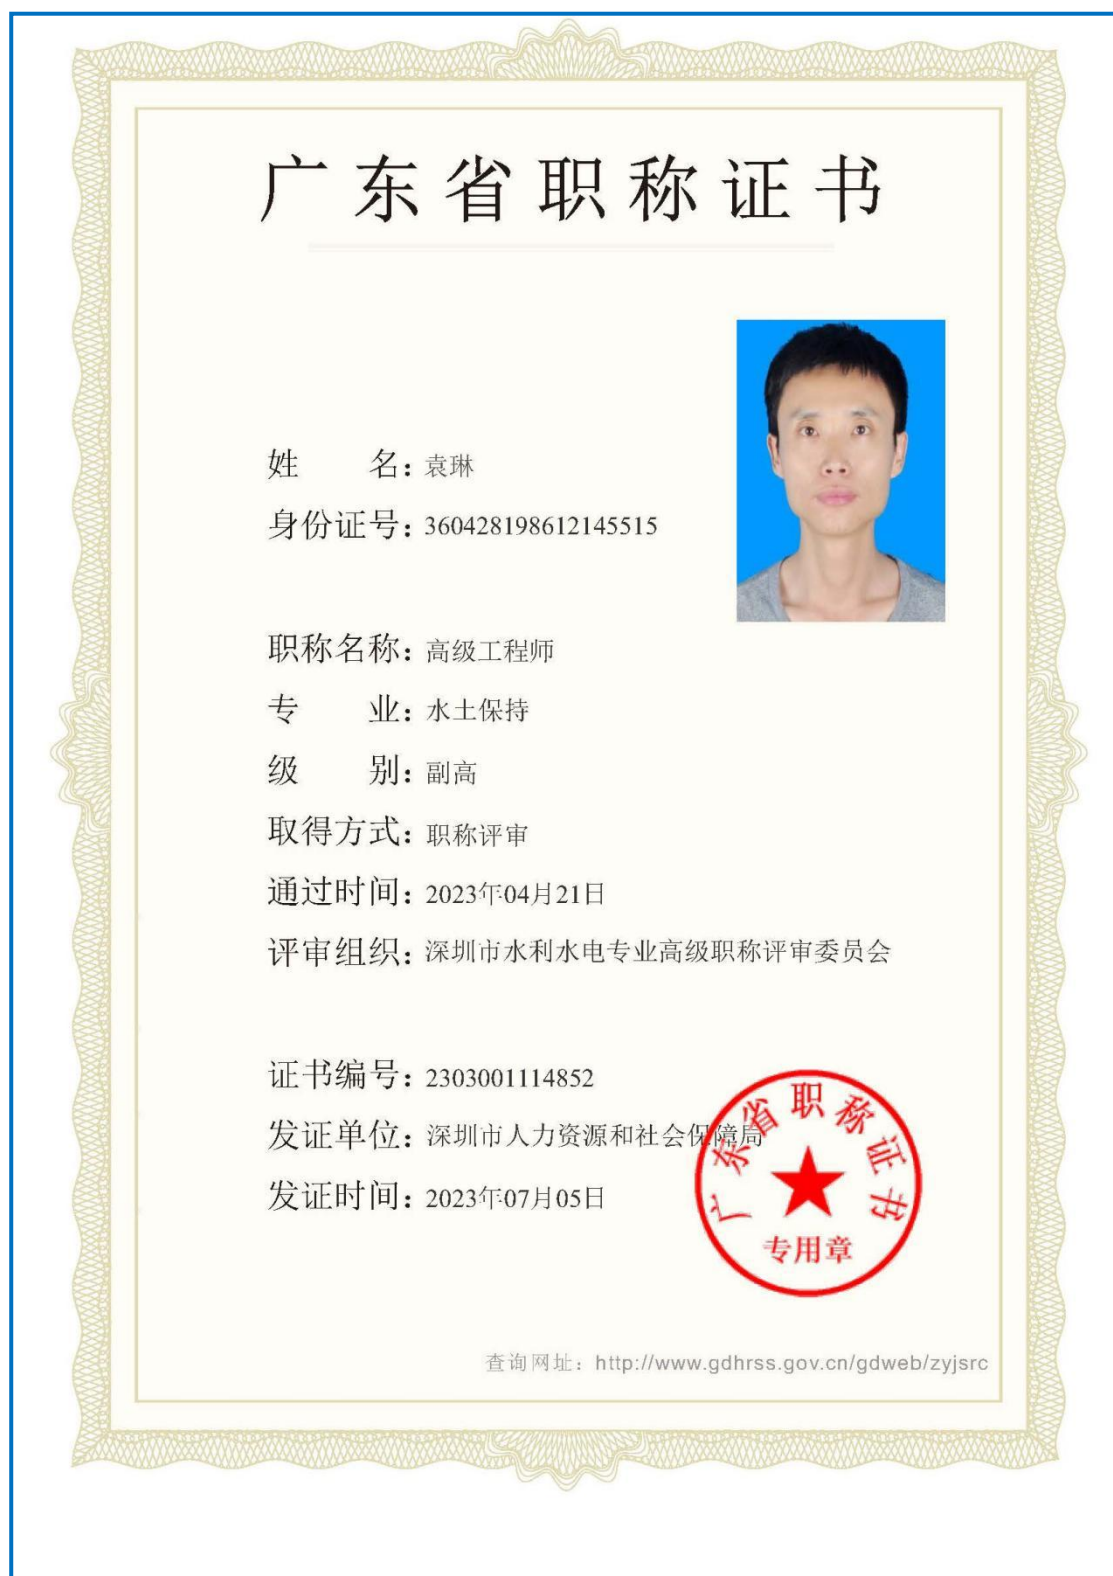 广东省职称证书
姓 名：袁琳
身份证号：360428198612145515
职称名称：高级工程师
专 业：水土保持
级 别：副高
取得方式：职称评审
通过时间：2023年04月21日
评审组织：深圳市水利水电专业高级职称评审委员会
证书编号：2303001114852
发证单位：深圳市人力资源和社会保障局
发证时间：2023年07月05日
广东省职称证书
专用章
查询网址：http://www.gdhrss.gov.cn/gdweb/zyjsrc